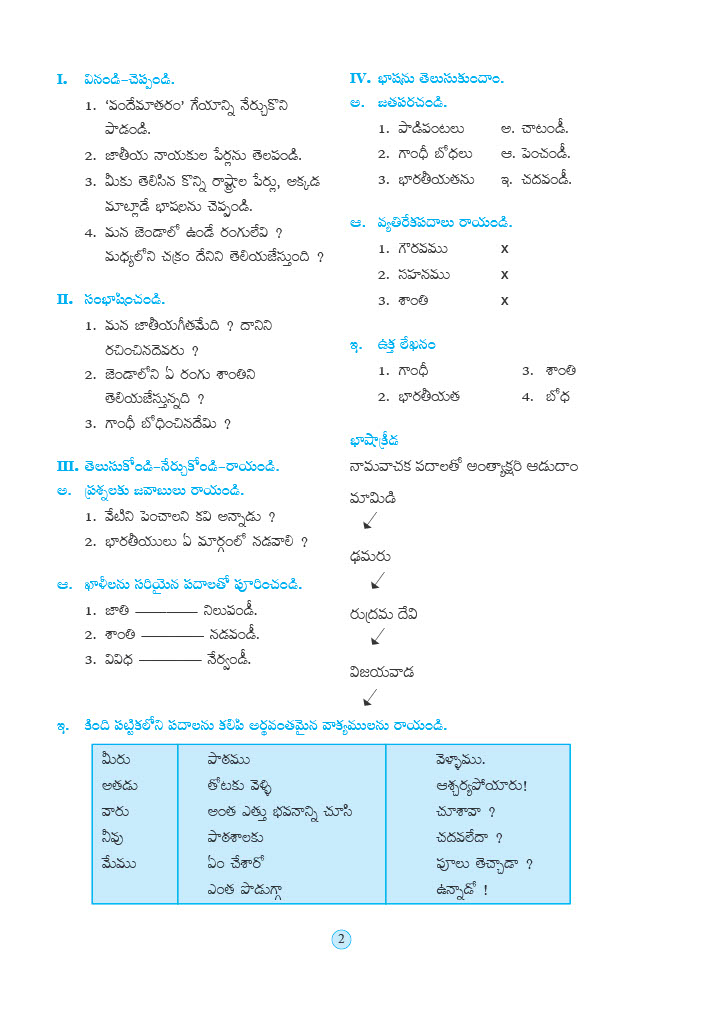 I. వినండి-చెప్పండి.
1. ‘వందేమాతరం’ గేయాన్ని నేర్చుకొని
పాడండి.
2. జాతీయ నాయకుల పేర్లను తెలపండి.
3. మీకు తెలిసిన కొన్ని రాష్ట్రాల పేర్లు, అక్కడ
మాట్లాడే భాషలను చెప్పండి.
4. మన జెండాలో ఉండే రంగులేవి ?
మధ్యలోని చక్రం దేనిని తెలియజేస్తుంది ?
II. సంభాషించండి.
1. మన జాతీయగీతమేది ? దానిని
రచించినదెవరు ?
2. జెండాలోని ఏ రంగు శాంతిని
తెలియజేస్తున్నది ?
3. గాంధీ బోధించినదేమి ?
III. తెలుసుకోండి-నేర్చుకోండి-రాయండి.
అ. ప్రశ్నలకు జవాబులు రాయండి.
1. వేటిని పెంచాలని కవి అన్నాడు ?
2. భారతీయులు ఏ మార్గంలో నడవాలి ?
ఆ. ఖాళీలను సరియైన పదాలతో పూరించండి.
1. జాతి ———— నిలుపండీ.
2. శాంతి ———— నడవండీ.
3. వివిధ ———— నేర్వండీ.
IV. భాషను తెలుసుకుందాం.
అ. జతపరచండి.
1. పాడిపంటలు అ. చాటండీ.
2. గాంధీ బోధలు ఆ. పెంచండీ.
3. భారతీయతను ఇ. చదవండీ.
ఆ. వ్యతిరేకపదాలు రాయండి.
1. గౌరవము x
2. సహనము x
3. శాంతి x
ఇ. ఉక్త లేఖనం
1. గాంధీ 3. శాంతి
2. భారతీయత 4. బోధ
భాషాక్రీడ
నామవాచక పదాలతో అంత్యాక్షరి ఆడుదాం
మామిడి
ఢమరు
రుద్రమ దేవి
విజయవాడ
ఇ. కింది పట్టికలోని పదాలను కలిపి అర్థవంతమైన వాక్యములను రాయండి.
మీరు పాఠము వెళ్ళాము.
అతడు తోటకు వెళ్ళి ఆశ్చర్యపోయారు!
వారు అంత ఎత్తు భవనాన్ని చూసి చూశావా ?
నీవు పాఠశాలకు చదవలేదా ?
మేము ఏం చేశారో పూలు తెచ్చాడా ?
ఎంత పొడుగ్గా ఉన్నాడో !
2